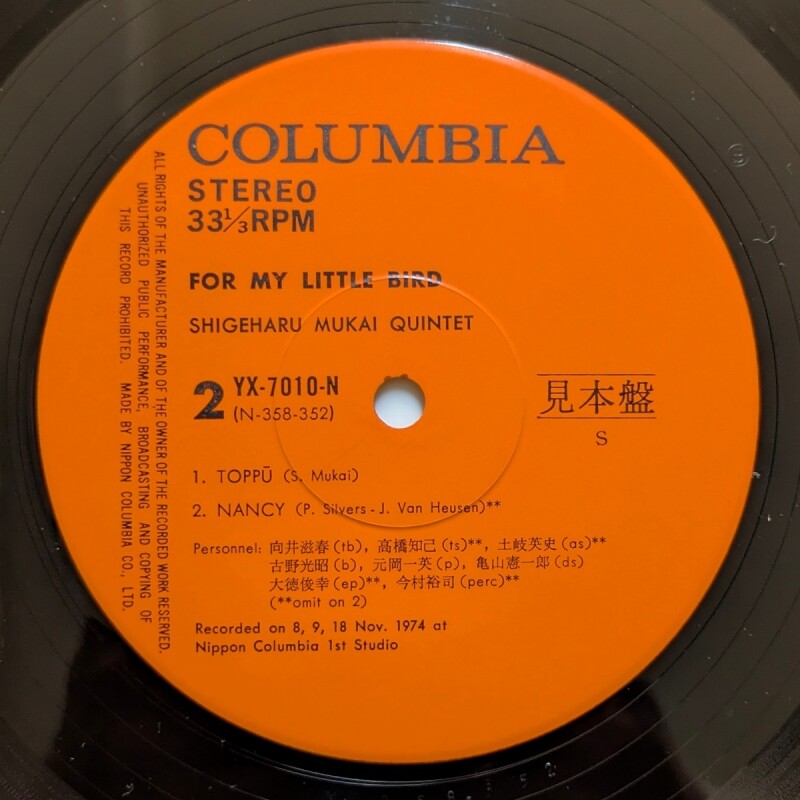 COLUMBIA
STEREO
33 1/3 RPM
FOR MY LITTLE BIRD
SHIGEHARU MUKAI QUINTET
2 YX-7010-N
(N-358-352)
見本盤
S
1. TOPPŪ (S. Mukai)
2. NANCY (P. Silvers - J. Van Heusen)**
Personnel: 向井滋春 (tb), 高橋知己 (ts)**, 土岐英史 (as)**
古野光昭 (b), 元岡一英 (p), 亀山憲一郎 (ds)
大徳俊幸 (ep)**, 今村裕司 (perc)**
(**omit on 2)
Recorded on 8, 9, 18 Nov. 1974 at
Nippon Columbia 1st Studio
ALL RIGHTS OF THE MANUFACTURER AND OF THE OWNER OF THE RECORDED WORK RESERVED.
UNAUTHORIZED PUBLIC PERFORMANCE, BROADCASTING AND COPYING OF
THIS RECORD PROHIBITED. MADE BY NIPPON COLUMBIA CO., LTD.